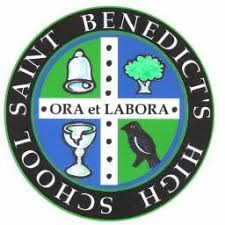 SAINT BENEDICT'S HIGH SCHOOL
· ORA et LABORA ·